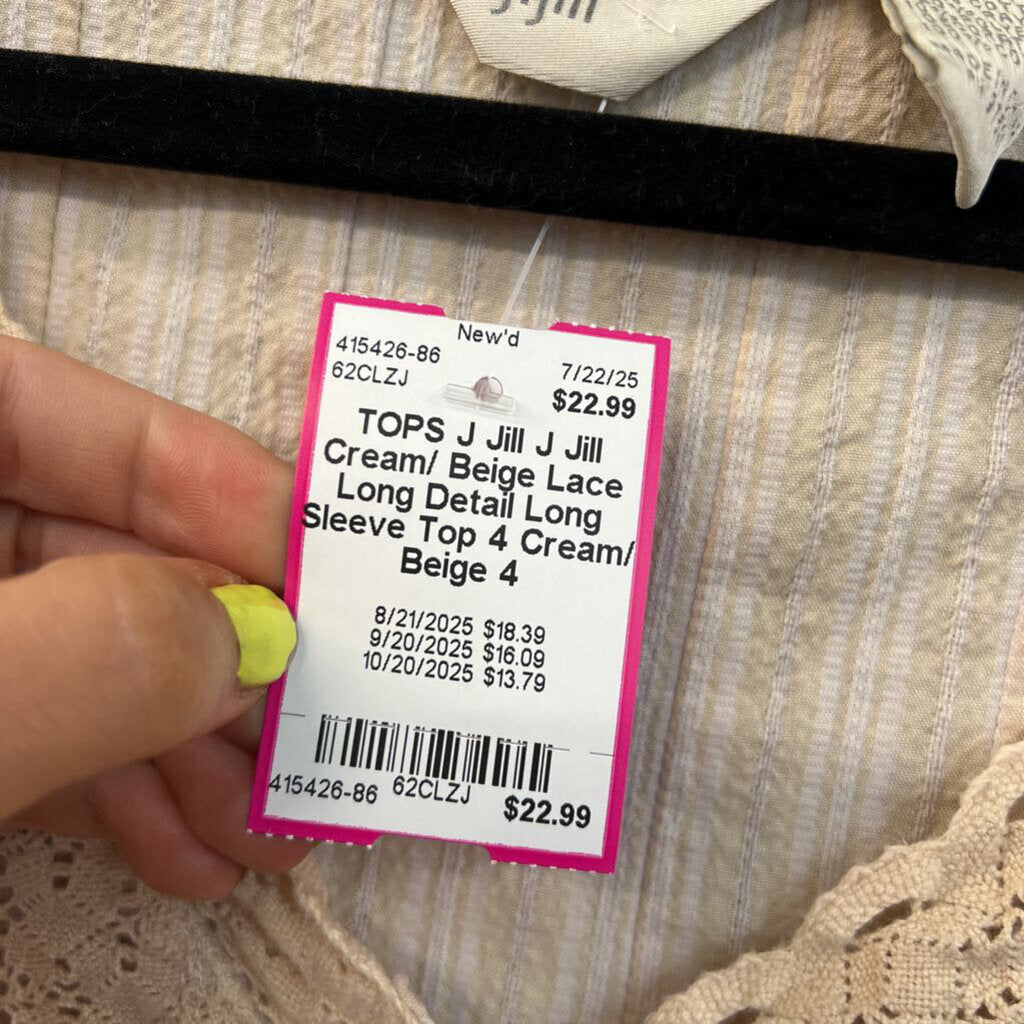 New'd
415426-86
7/22/25
62CLZJ
$22.99
TOPS J Jill J Jill
Cream/ Beige Lace
Long Detail Long
Sleeve Top 4 Cream/
Beige 4
8/21/2025 $18.39
9/20/2025 $16.09
10/20/2025 $13.79
415426-86 62CLZJ $22.99